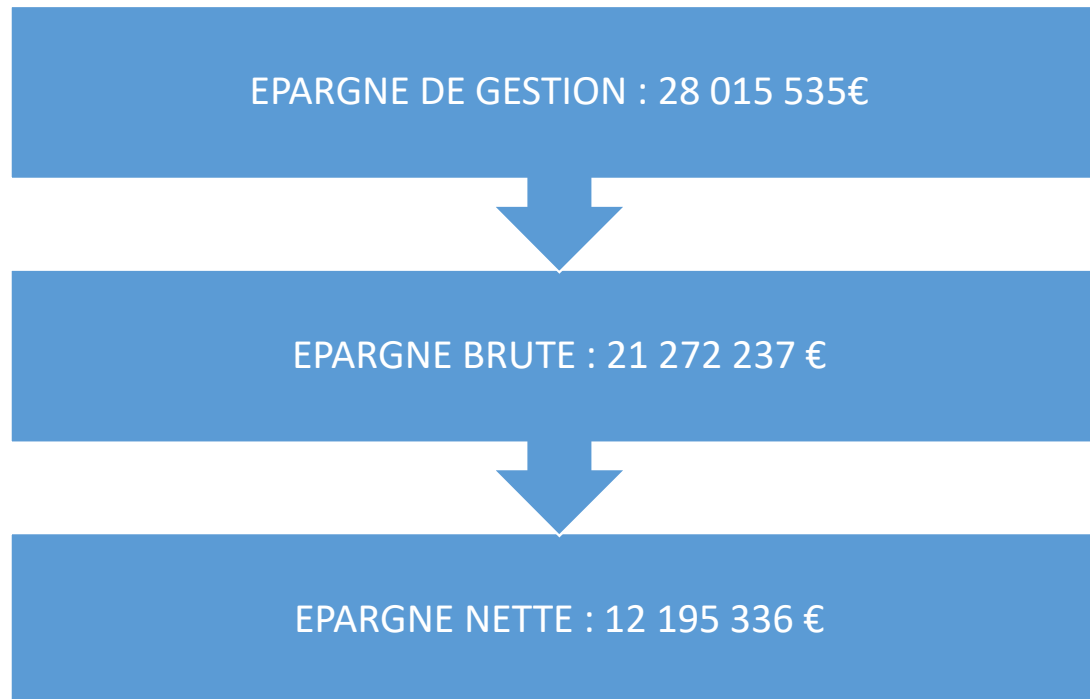 EPARGNE DE GESTION : 28 015 535€
EPARGNE BRUTE : 21 272 237 €
EPARGNE NETTE : 12 195 336 €